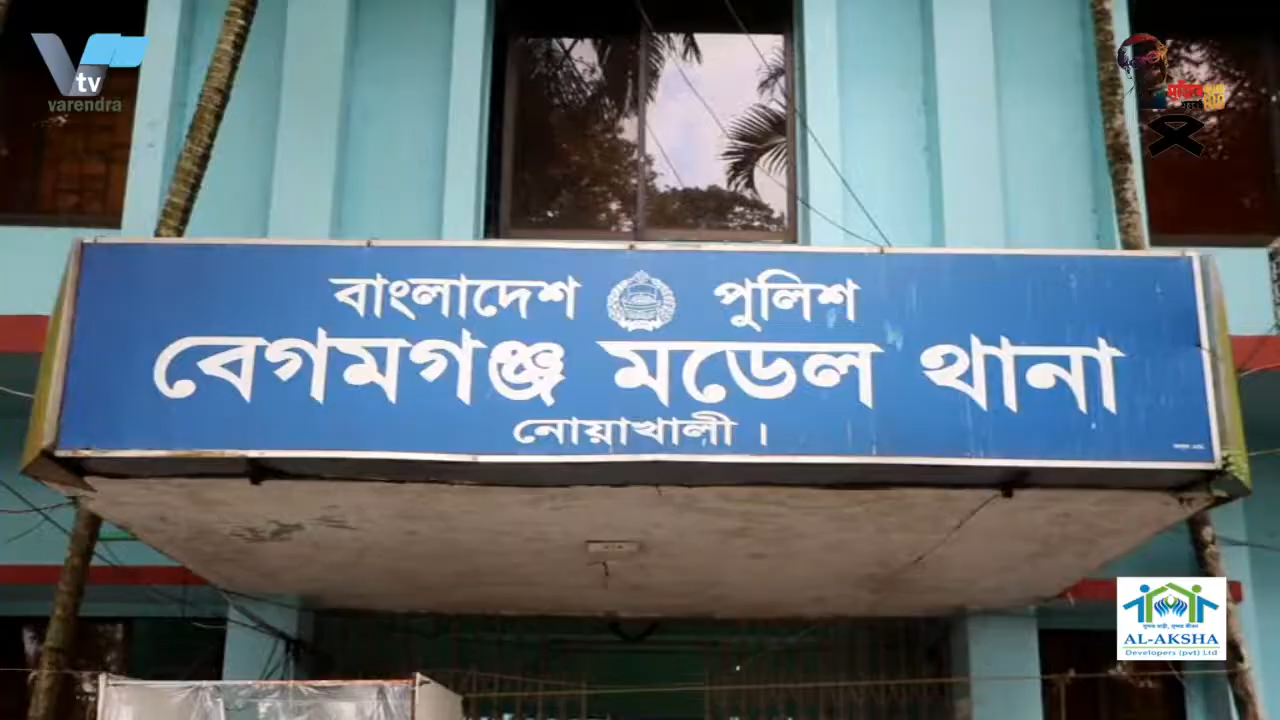 tv
varendra
মুজিব
বাংলাদেশ পুলিশ
বেগমগঞ্জ মডেল থানা
নোয়াখালী।
AL-AKSHA
Developers (pvt) Ltd